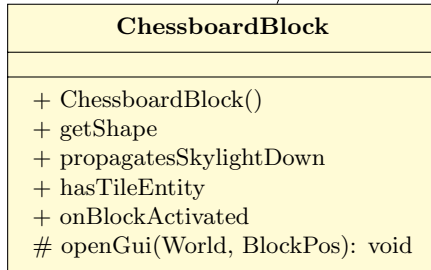 ChessboardBlock
+ ChessboardBlock()
+ getShape
+ propagatesSkylightDown
+ hasTileEntity
+ onBlockActivated
# openGui(World, BlockPos): void